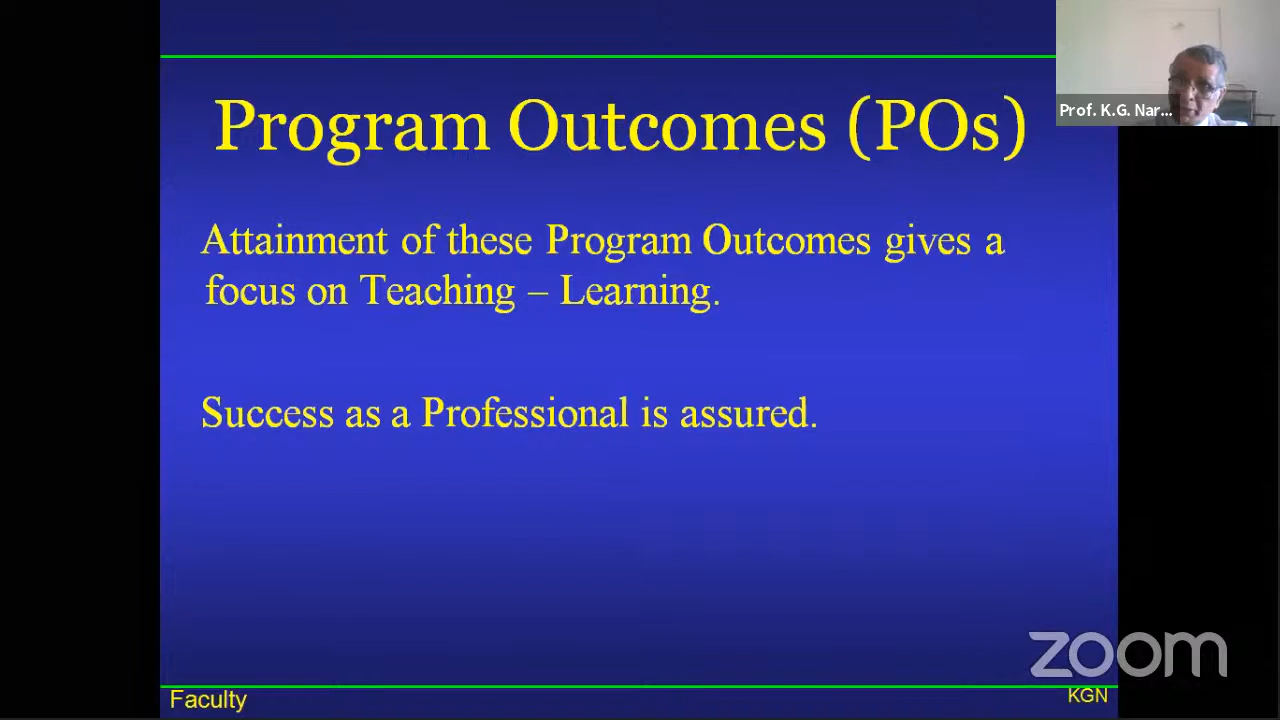 Program Outcomes (POs)
Prof. K.G. Nar...
Attainment of these Program Outcomes gives a
focus on Teaching – Learning.
Success as a Professional is assured.
zoom
Faculty
KGN